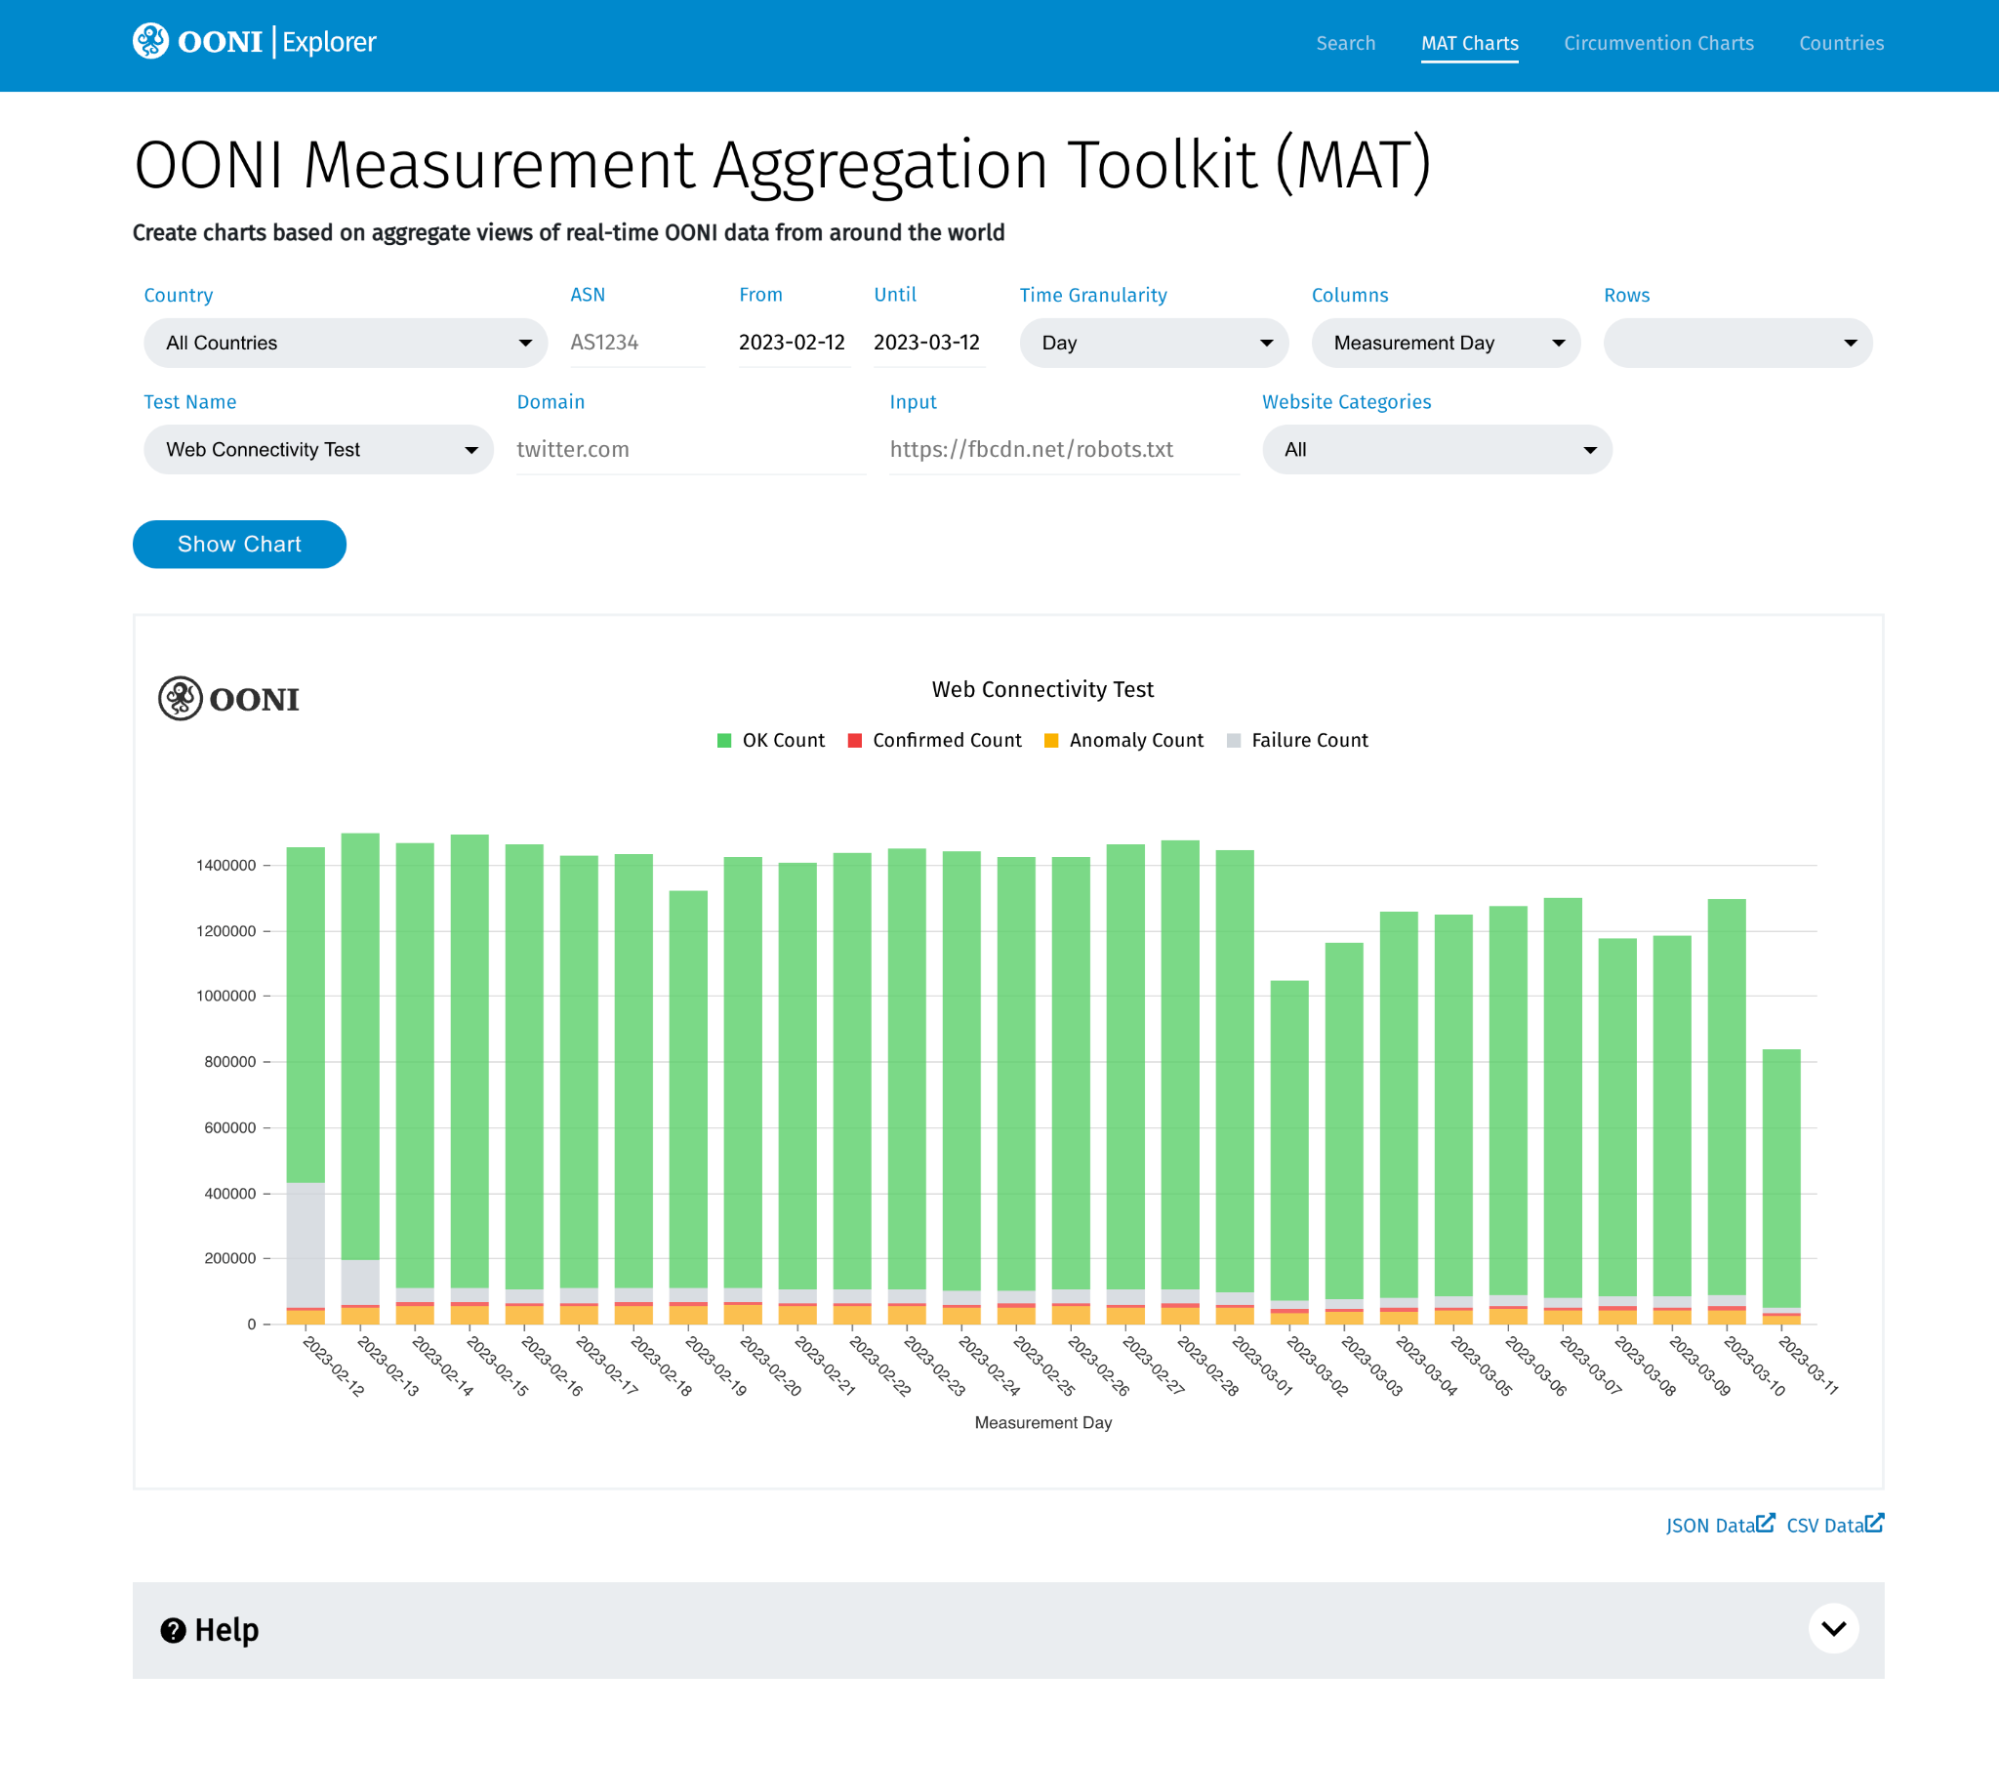 OONI Explorer
Search MAT Charts Circumvention Charts Countries
OONI Measurement Aggregation Toolkit (MAT)
Create charts based on aggregate views of real-time OONI data from around the world
Country ASN From Until Time Granularity Columns Rows
All Countries AS1234 2023-02-12 2023-03-12 Day Measurement Day
Test Name Domain Input Website Categories
Web Connectivity Test twitter.com https://fbcdn.net/robots.txt All
Show Chart
OONI
Web Connectivity Test
OK Count Confirmed Count Anomaly Count Failure Count
1400000
1200000
1000000
800000
600000
400000
200000
0
2023-02-12 2023-02-13 2023-02-14 2023-02-15 2023-02-16 2023-02-17 2023-02-18 2023-02-19 2023-02-20 2023-02-21 2023-02-22 2023-02-23 2023-02-24 2023-02-25 2023-02-26 2023-02-27 2023-02-28 2023-03-01 2023-03-02 2023-03-03 2023-03-04 2023-03-05 2023-03-06 2023-03-07 2023-03-08 2023-03-09 2023-03-10 2023-03-11
Measurement Day
JSON Data CSV Data
? Help